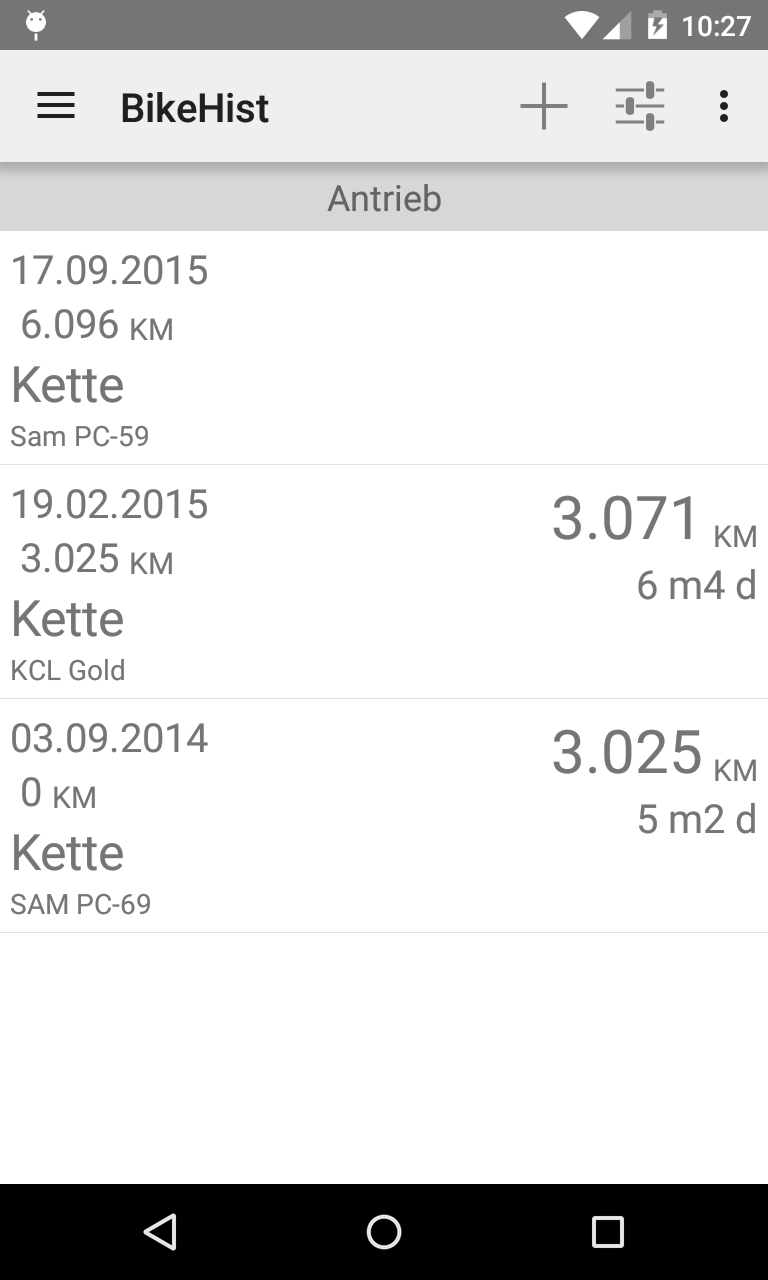 10:27
BikeHist
Antrieb
17.09.2015
6.096 KM
Kette
Sam PC-59
19.02.2015
3.071 KM
3.025 KM
6 m4 d
Kette
KCL Gold
03.09.2014
3.025 KM
0 KM
5 m2 d
Kette
SAM PC-69